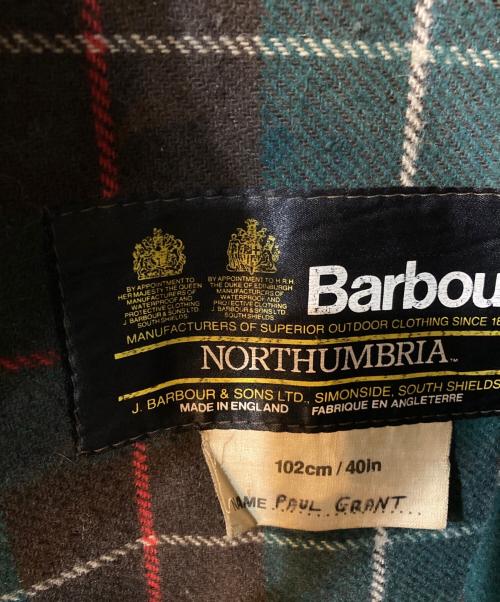 BY APPOINTMENT TO
HER MAJESTY THE QUEEN
MANUFACTURERS OF
WATERPROOF AND
PROTECTIVE CLOTHING
J. BARBOUR & SONS LTD
SOUTH SHIELDS
BY APPOINTMENT TO H R H
THE DUKE OF EDINBURGH
MANUFACTURERS OF
WATERPROOF AND
PROTECTIVE CLOTHING
J. BARBOUR & SONS LTD
SOUTH SHIELDS
Barbou
MANUFACTURERS OF SUPERIOR OUTDOOR CLOTHING SINCE 18
NORTHUMBRIA™
J. BARBOUR & SONS LTD., SIMONSIDE, SOUTH SHIELDS
MADE IN ENGLAND FABRIQUE EN ANGLETERRE
102cm / 40in
NAME PAUL GRANT